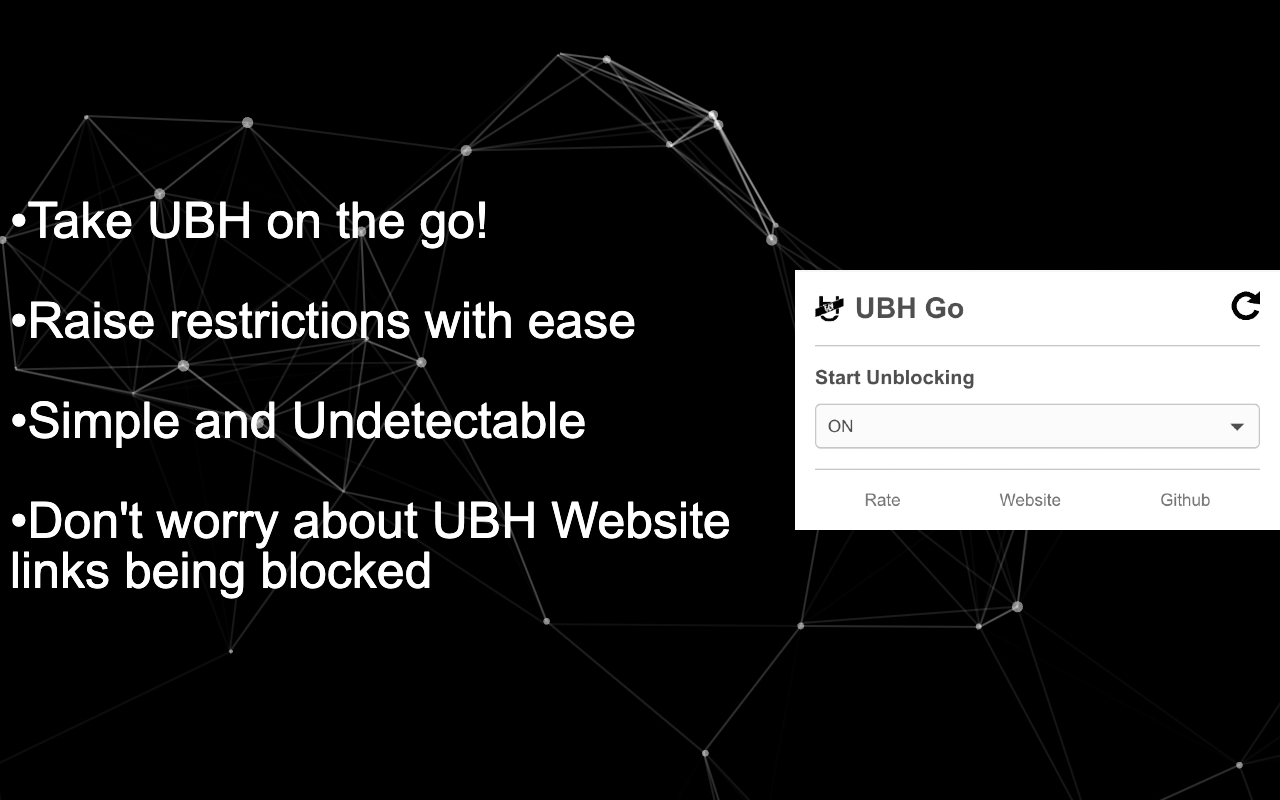 •Take UBH on the go!
•Raise restrictions with ease
•Simple and Undetectable
•Don't worry about UBH Website
links being blocked
UBH Go
Start Unblocking
ON
Rate Website Github